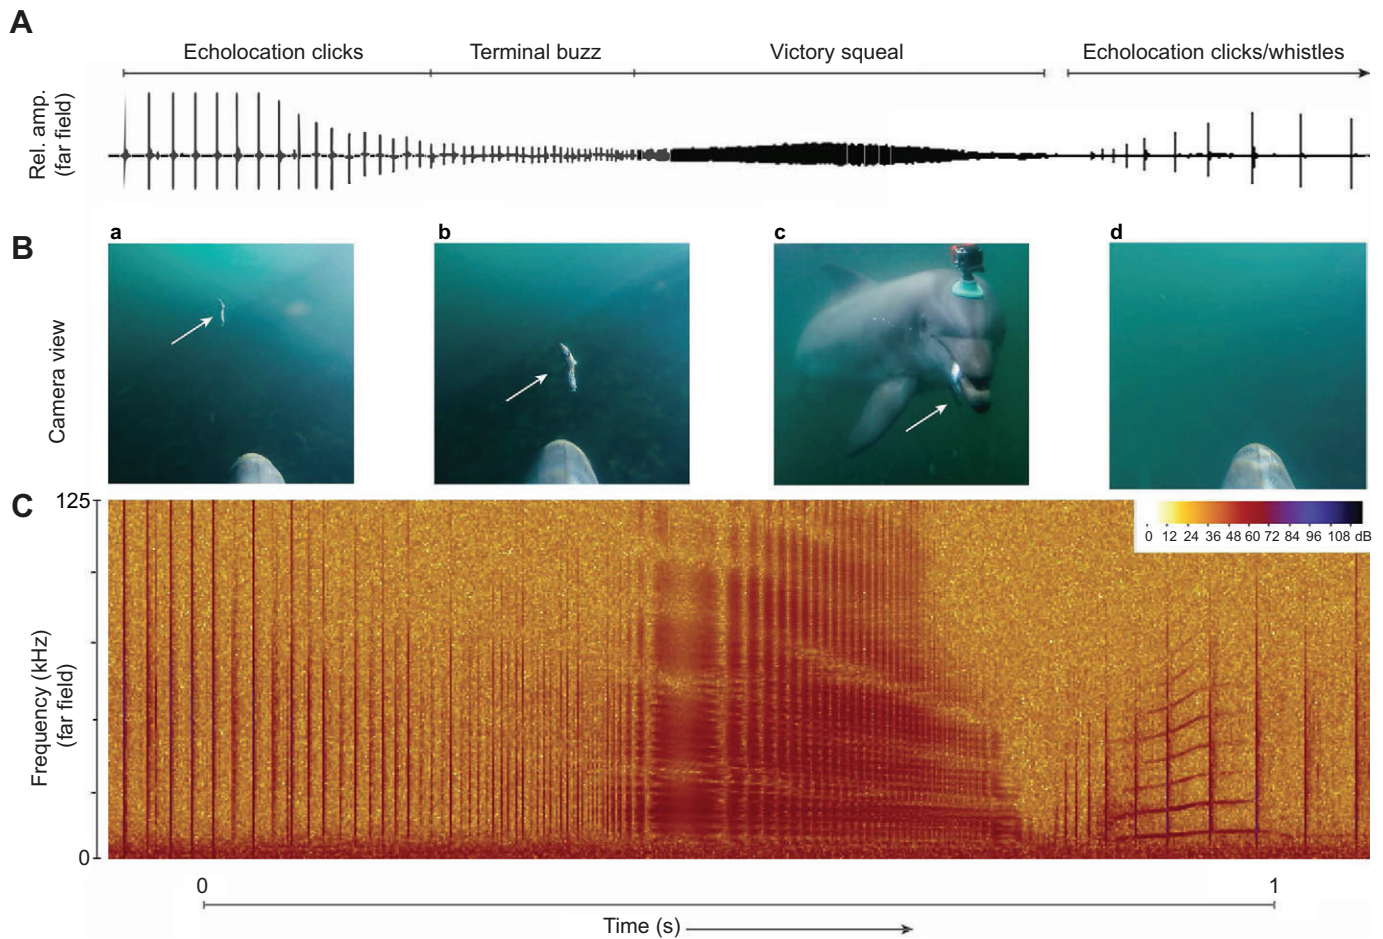 A
Echolocation clicks
Terminal buzz
Victory squeal
Echolocation clicks/whistles
Rel. amp.
(far field)
B
a
b
c
d
Camera view
C
125
0
Frequency (kHz)
(far field)
0 12 24 36 48 60 72 84 96 108 dB
0
1
Time (s)